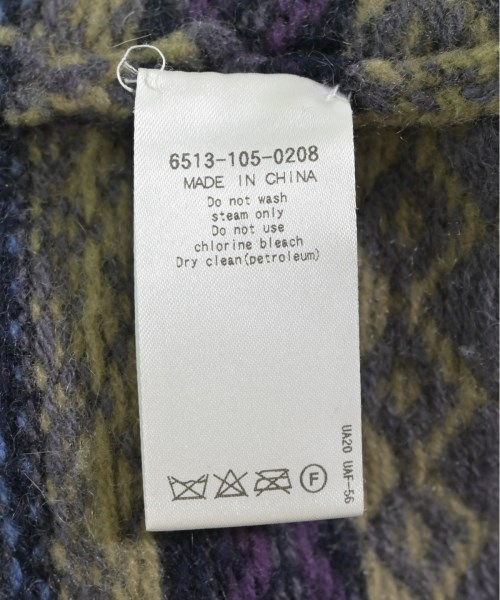 6513-105-0208
MADE IN CHINA
Do not wash
steam only
Do not use
chlorine bleach
Dry clean(petroleum)
UA20 UAF-56
F